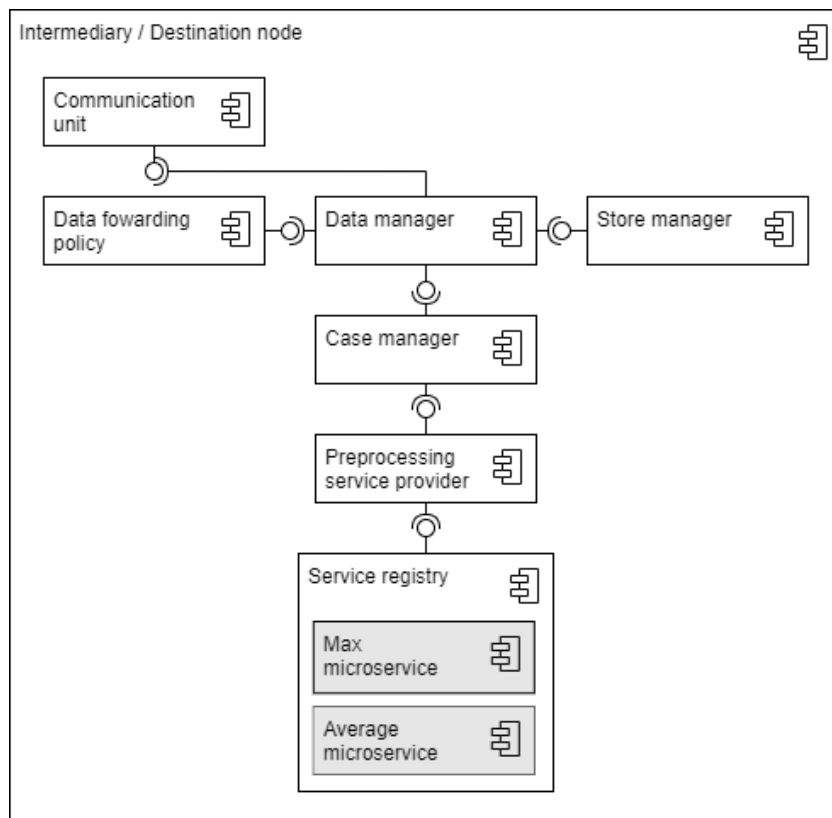 Intermediary / Destination node
Communication
unit
Data fowarding
policy
Data manager
Store manager
Case manager
Preprocessing
service provider
Service registry
Max
microservice
Average
microservice